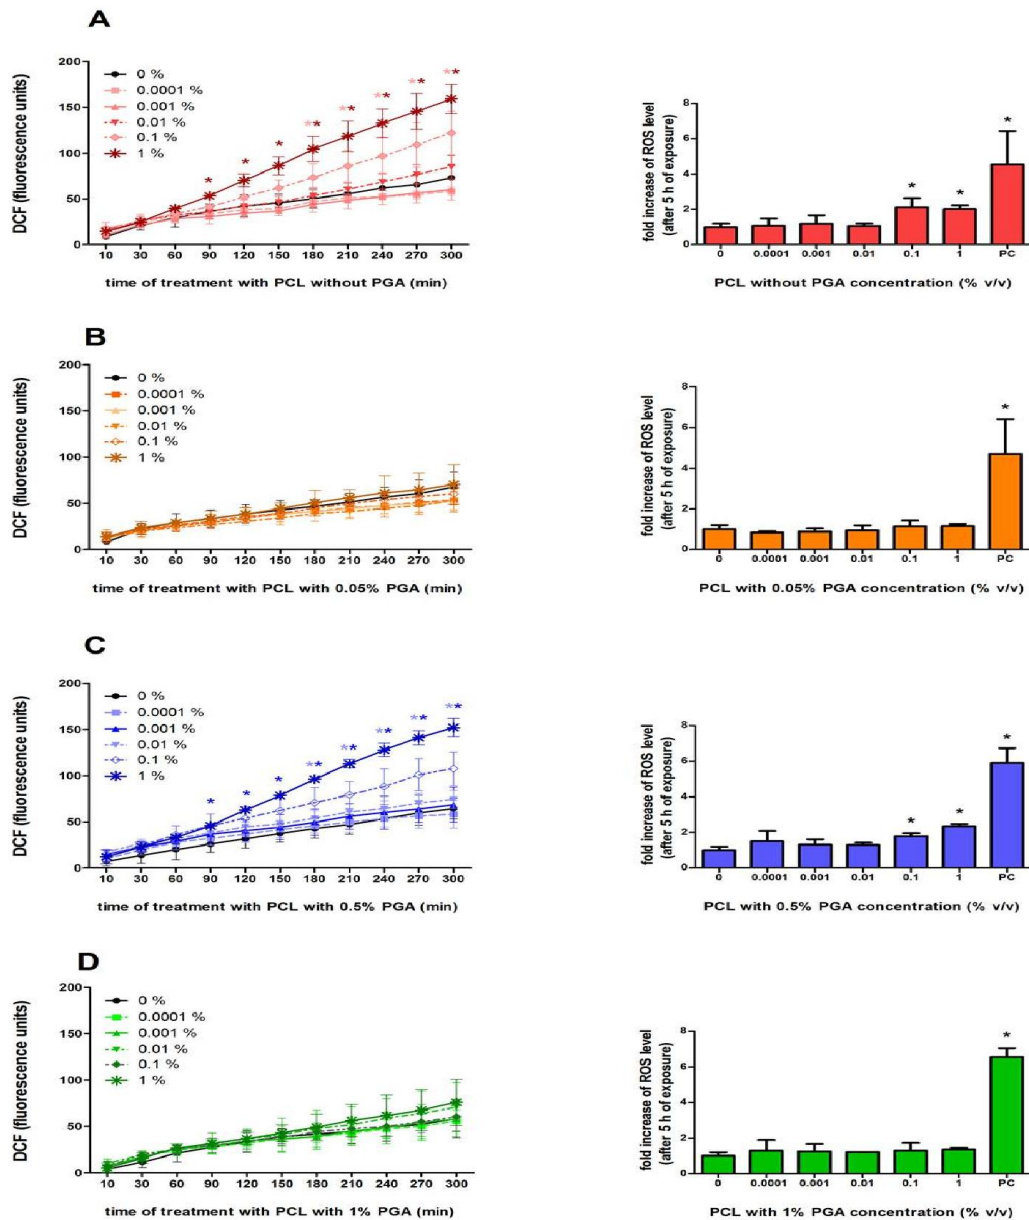 A
DCF (fluorescence units)
200
150
100
50
0
0 %
0.0001 %
0.001 %
0.01 %
0.1 %
1 %
* * * ** ** ** ** **
10 30 60 90 120 150 180 210 240 270 300
time of treatment with PCL without PGA (min)
fold increase of ROS level
(after 5 h of exposure)
8
6
4
2
0
* * *
0 0.0001 0.001 0.01 0.1 1 PC
PCL without PGA concentration (% v/v)
B
DCF (fluorescence units)
200
150
100
50
0
0 %
0.0001 %
0.001 %
0.01 %
0.1 %
1 %
10 30 60 90 120 150 180 210 240 270 300
time of treatment with PCL with 0.05% PGA (min)
fold increase of ROS level
(after 5 h of exposure)
8
6
4
2
0
*
0 0.0001 0.001 0.01 0.1 1 PC
PCL with 0.05% PGA concentration (% v/v)
C
DCF (fluorescence units)
200
150
100
50
0
0 %
0.0001 %
0.001 %
0.01 %
0.1 %
1 %
* * * ** ** ** ** **
10 30 60 90 120 150 180 210 240 270 300
time of treatment with PCL with 0.5% PGA (min)
fold increase of ROS level
(after 5 h of exposure)
8
6
4
2
0
* * *
0 0.0001 0.001 0.01 0.1 1 PC
PCL with 0.5% PGA concentration (% v/v)
D
DCF (fluorescence units)
200
150
100
50
0
0 %
0.0001 %
0.001 %
0.01 %
0.1 %
1 %
10 30 60 90 120 150 180 210 240 270 300
time of treatment with PCL with 1% PGA (min)
fold increase of ROS level
(after 5 h of exposure)
8
6
4
2
0
*
0 0.0001 0.001 0.01 0.1 1 PC
PCL with 1% PGA concentration (% v/v)